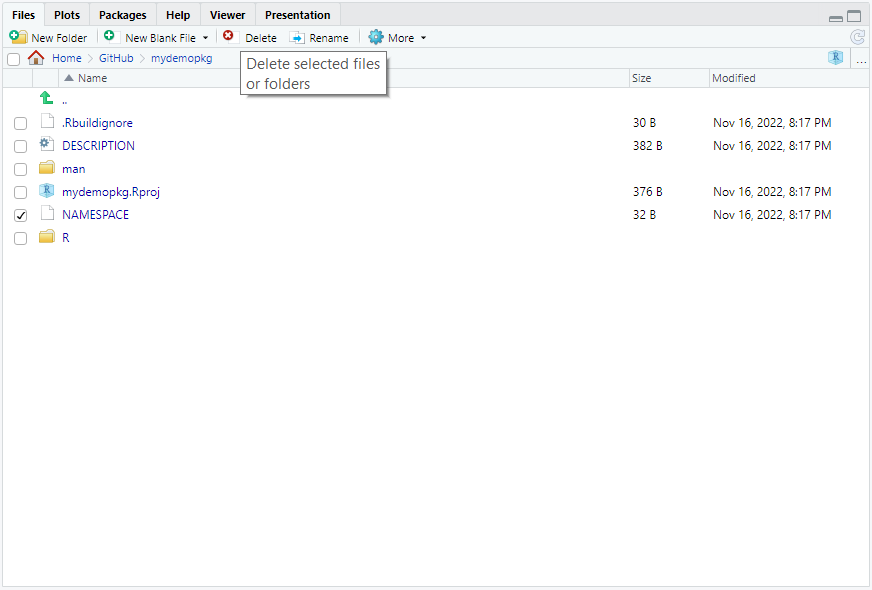 Files Plots Packages Help Viewer Presentation
New Folder New Blank File Delete Rename More
Home GitHub mydemopkg R ...
Delete selected files
or folders
Name Size Modified
..
.Rbuildignore 30 B Nov 16, 2022, 8:17 PM
DESCRIPTION 382 B Nov 16, 2022, 8:17 PM
man
R mydemopkg.Rproj 376 B Nov 16, 2022, 8:17 PM
NAMESPACE 32 B Nov 16, 2022, 8:17 PM
R